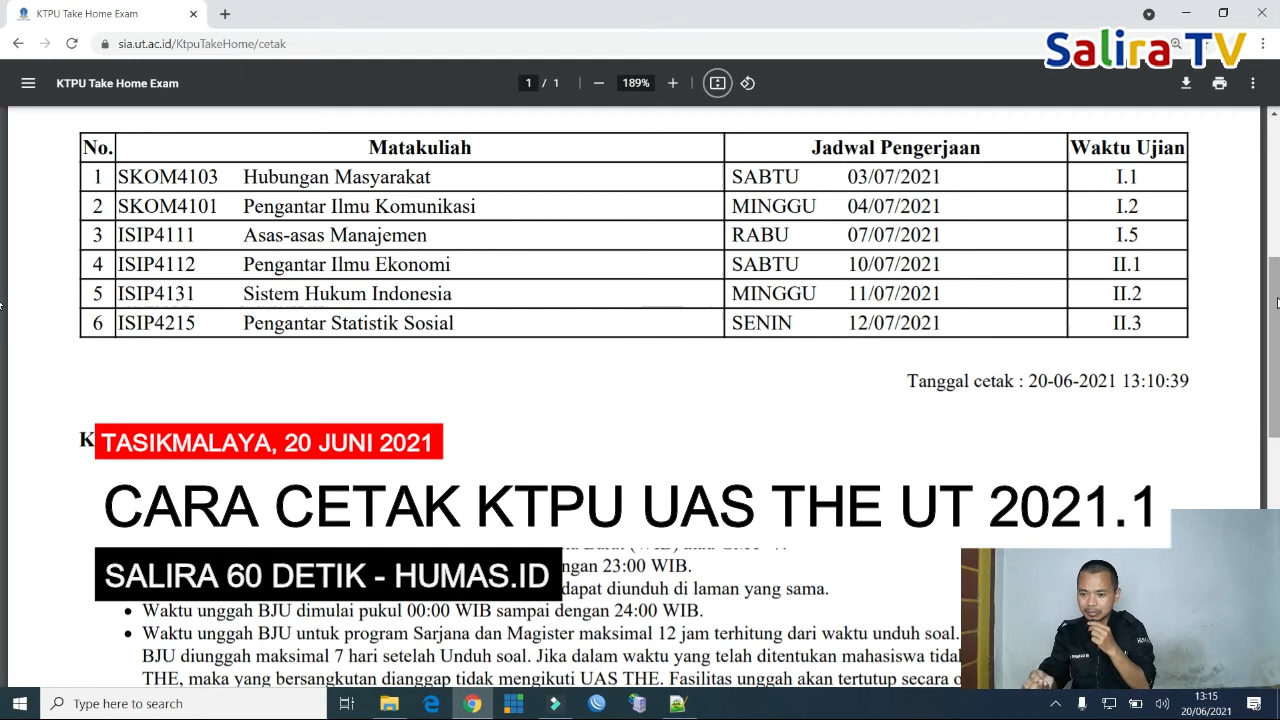 KTPU Take Home Exam
sia.ut.ac.id/KtpuTakeHome/cetak
Salira TV
KTPU Take Home Exam
1 / 1
189%
No. Matakuliah Jadwal Pengerjaan Waktu Ujian
1 SKOM4103 Hubungan Masyarakat SABTU 03/07/2021 I.1
2 SKOM4101 Pengantar Ilmu Komunikasi MINGGU 04/07/2021 I.2
3 ISIP4111 Asas-asas Manajemen RABU 07/07/2021 I.5
4 ISIP4112 Pengantar Ilmu Ekonomi SABTU 10/07/2021 II.1
5 ISIP4131 Sistem Hukum Indonesia MINGGU 11/07/2021 II.2
6 ISIP4215 Pengantar Statistik Sosial SENIN 12/07/2021 II.3
Tanggal cetak : 20-06-2021 13:10:39
K
TASIKMALAYA, 20 JUNI 2021
CARA CETAK KTPU UAS THE UT 2021.1
SALIRA 60 DETIK - HUMAS.ID
ngan 23:00 WIB.
dapat diunduh di laman yang sama.
• Waktu unggah BJU dimulai pukul 00:00 WIB sampai dengan 24:00 WIB.
• Waktu unggah BJU untuk program Sarjana dan Magister maksimal 12 jam terhitung dari waktu unduh soal.
BJU diunggah maksimal 7 hari setelah Unduh soal. Jika dalam waktu yang telah ditentukan mahasiswa tida
THE, maka yang bersangkutan dianggap tidak mengikuti UAS THE. Fasilitas unggah akan tertutup secara o
Type here to search
13:15
20/06/2021